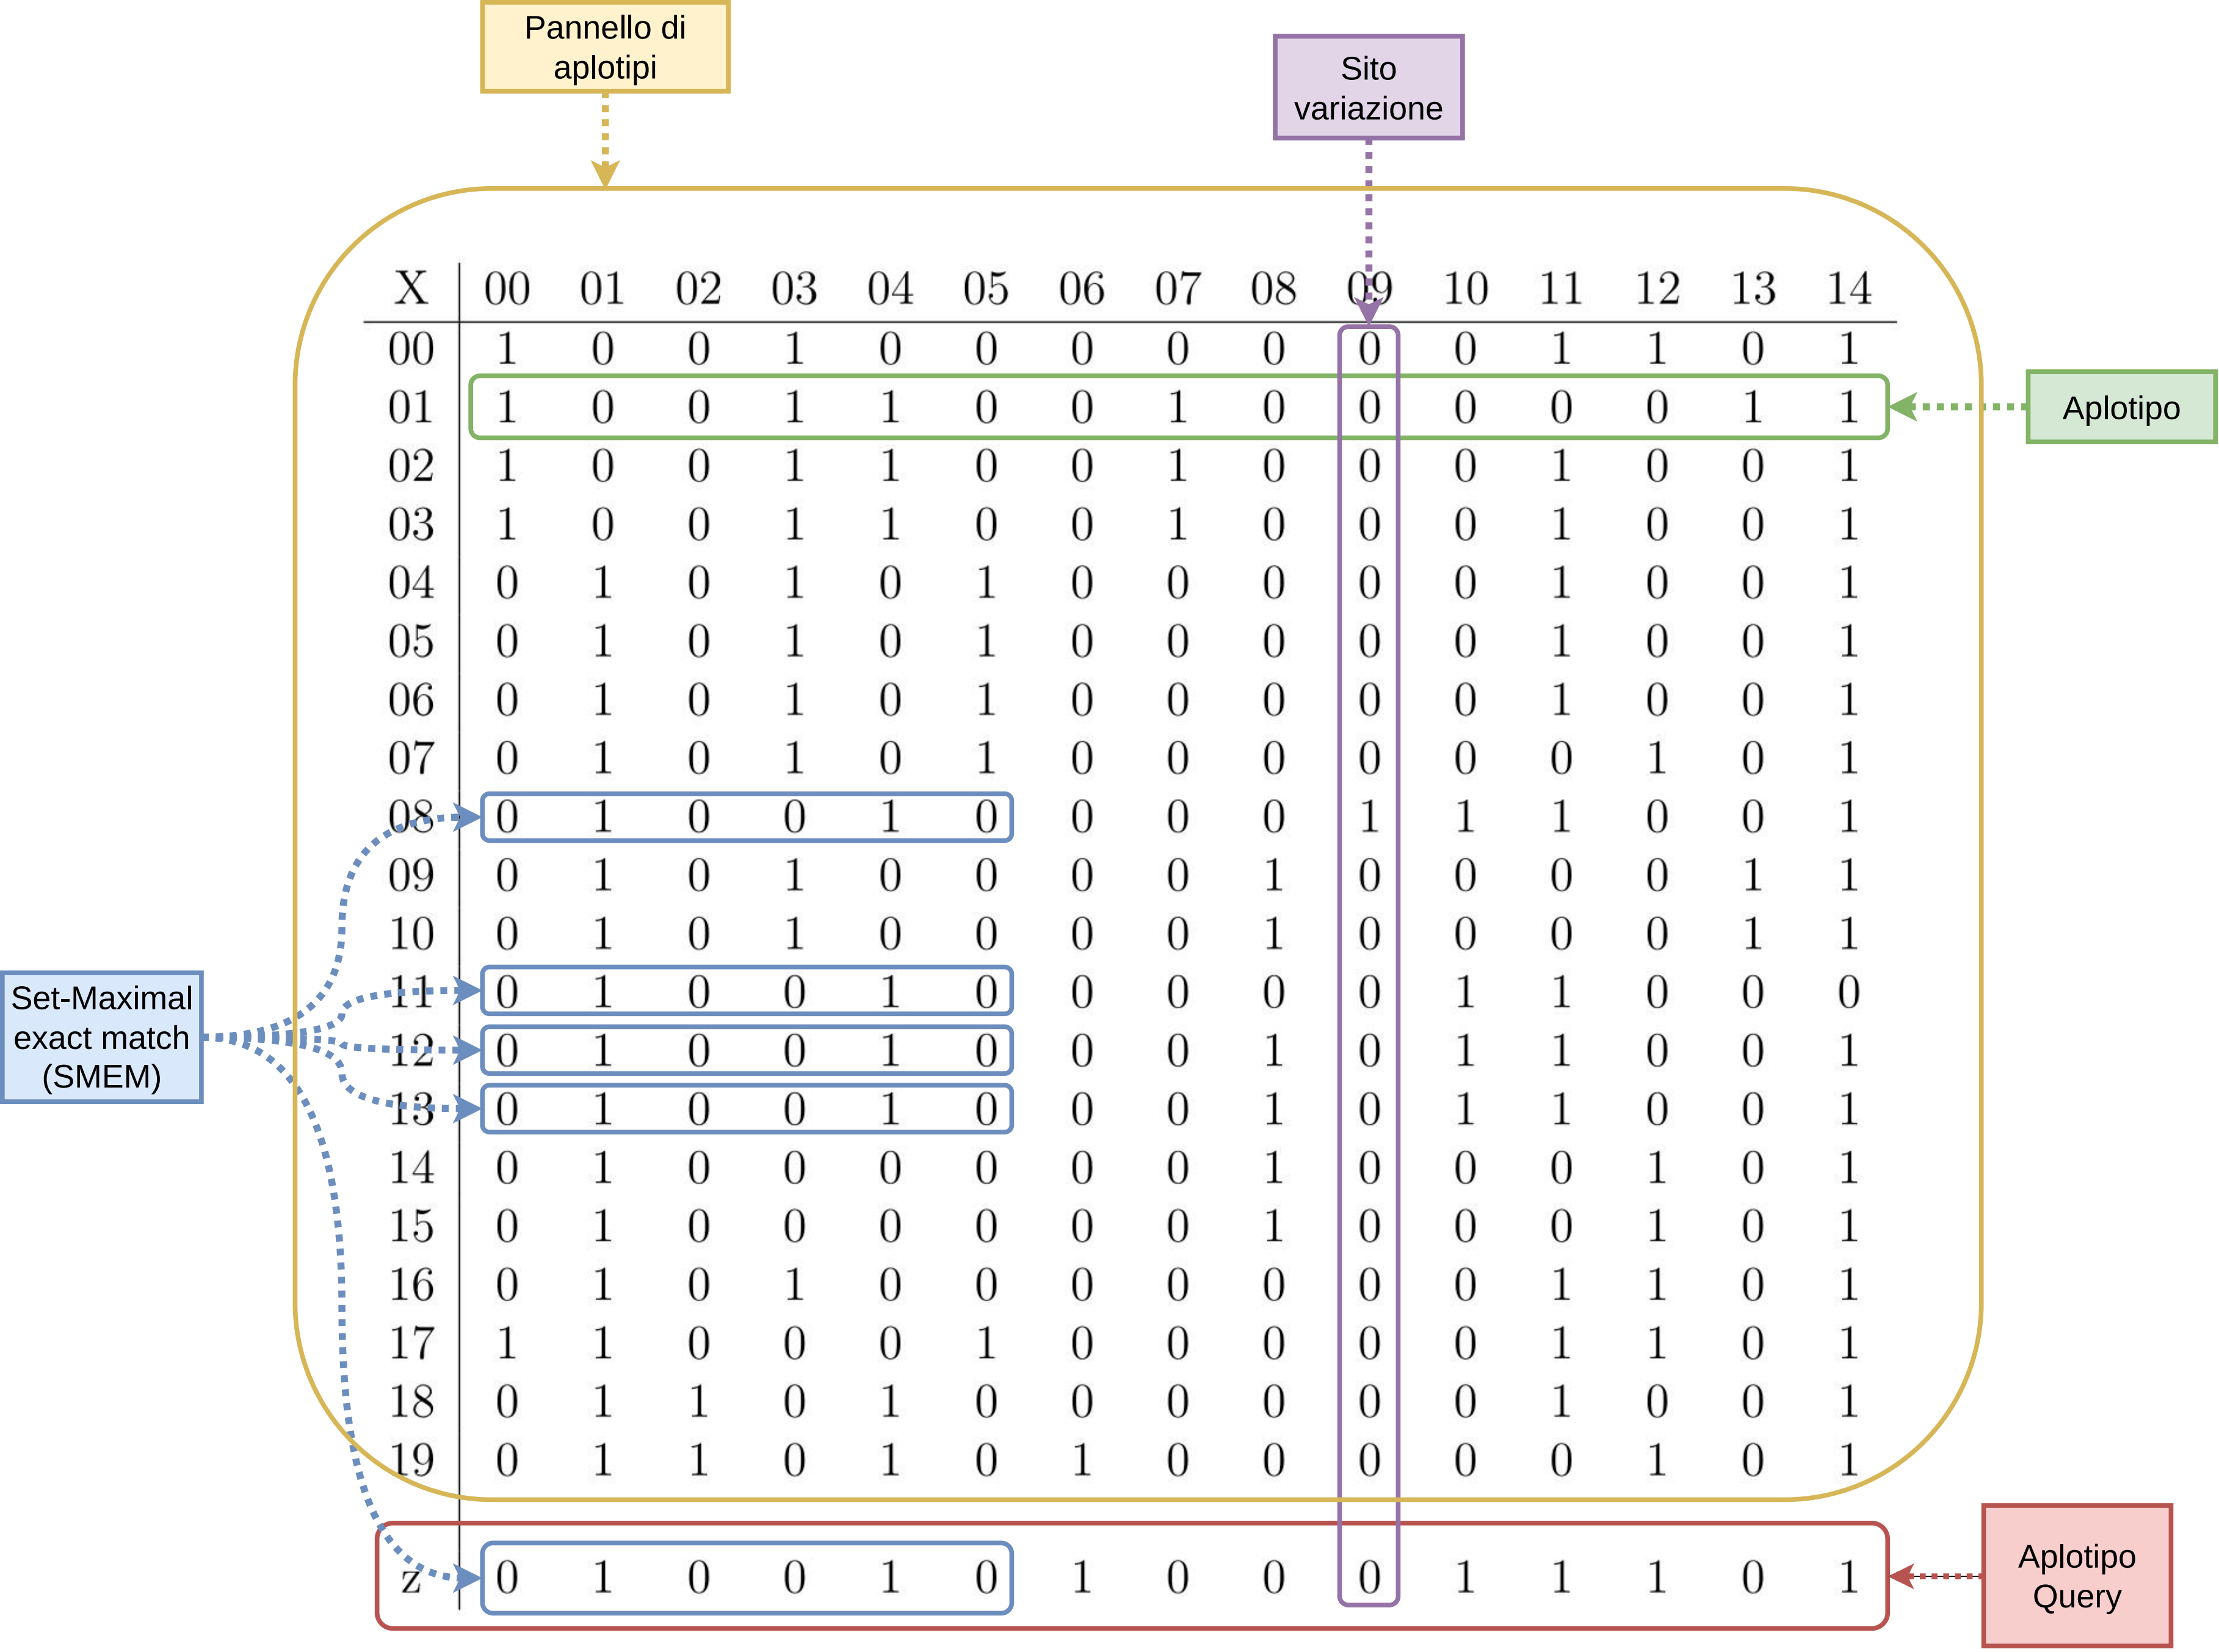 Pannello di
aplotipi
Sito
variazione
X 00 01 02 03 04 05 06 07 08 09 10 11 12 13 14
00 1 0 0 1 0 0 0 0 0 0 0 1 1 0 1
01 1 0 0 1 1 0 0 1 0 0 0 0 0 1 1
Aplotipo
02 1 0 0 1 1 0 0 1 0 0 0 1 0 0 1
03 1 0 0 1 1 0 0 1 0 0 0 1 0 0 1
04 0 1 0 1 0 1 0 0 0 0 0 1 0 0 1
05 0 1 0 1 0 1 0 0 0 0 0 1 0 0 1
06 0 1 0 1 0 1 0 0 0 0 0 1 0 0 1
07 0 1 0 1 0 1 0 0 0 0 0 0 1 0 1
08 0 1 0 0 1 0 0 0 0 1 1 1 0 0 1
09 0 1 0 1 0 0 0 0 1 0 0 0 0 1 1
10 0 1 0 1 0 0 0 0 1 0 0 0 0 1 1
11 0 1 0 0 1 0 0 0 0 0 1 1 0 0 0
Set-Maximal
exact match
(SMEM)
12 0 1 0 0 1 0 0 0 1 0 1 1 0 0 1
13 0 1 0 0 1 0 0 0 1 0 1 1 0 0 1
14 0 1 0 0 0 0 0 0 1 0 0 0 1 0 1
15 0 1 0 0 0 0 0 0 1 0 0 0 1 0 1
16 0 1 0 1 0 0 0 0 0 0 0 1 1 0 1
17 1 1 0 0 0 1 0 0 0 0 0 1 1 0 1
18 0 1 1 0 1 0 0 0 0 0 0 1 0 0 1
19 0 1 1 0 1 0 1 0 0 0 0 0 1 0 1
z 0 1 0 0 1 0 1 0 0 0 1 1 1 0 1
Aplotipo
Query